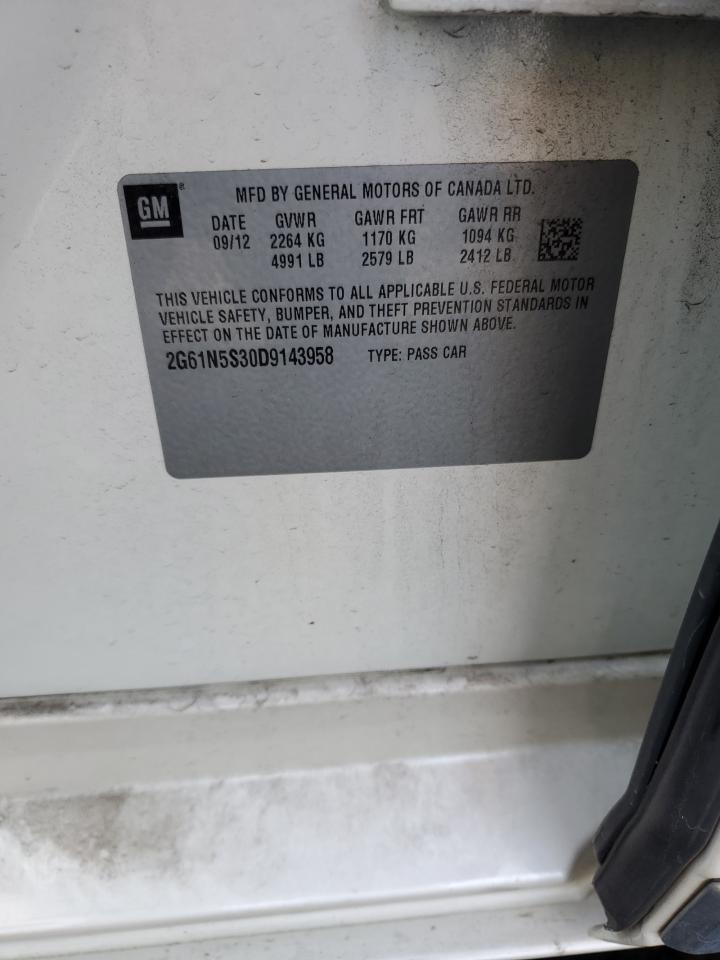 GM ®
MFD BY GENERAL MOTORS OF CANADA LTD.
DATE GVWR GAWR FRT GAWR RR
09/12 2264 KG 1170 KG 1094 KG
4991 LB 2579 LB 2412 LB
THIS VEHICLE CONFORMS TO ALL APPLICABLE U.S. FEDERAL MOTOR
VEHICLE SAFETY, BUMPER, AND THEFT PREVENTION STANDARDS IN
EFFECT ON THE DATE OF MANUFACTURE SHOWN ABOVE.
2G61N5S30D9143958 TYPE: PASS CAR